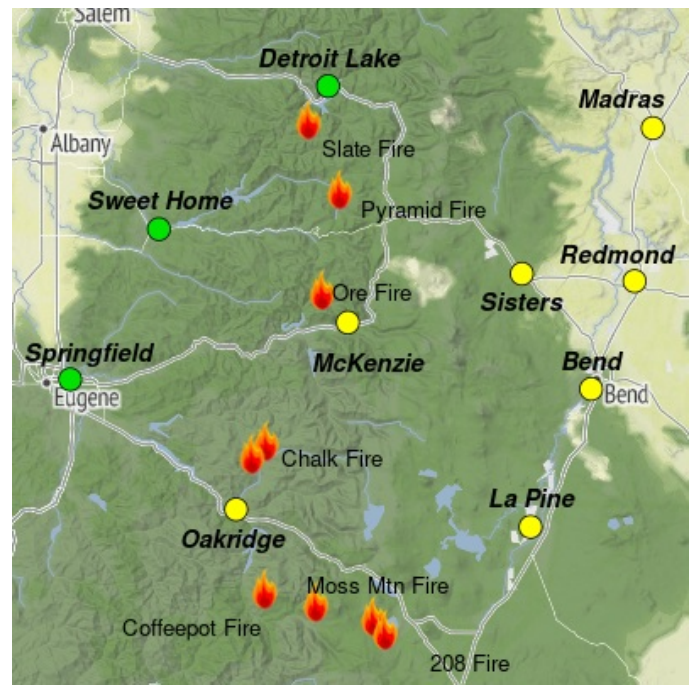 Salem
Detroit Lake
Madras
Albany
Slate Fire
Sweet Home
Pyramid Fire
Redmond
Ore Fire
Sisters
Springfield
McKenzie
Bend
Eugene
Bend
Chalk Fire
La Pine
Oakridge
Moss Mtn Fire
Coffeepot Fire
208 Fire